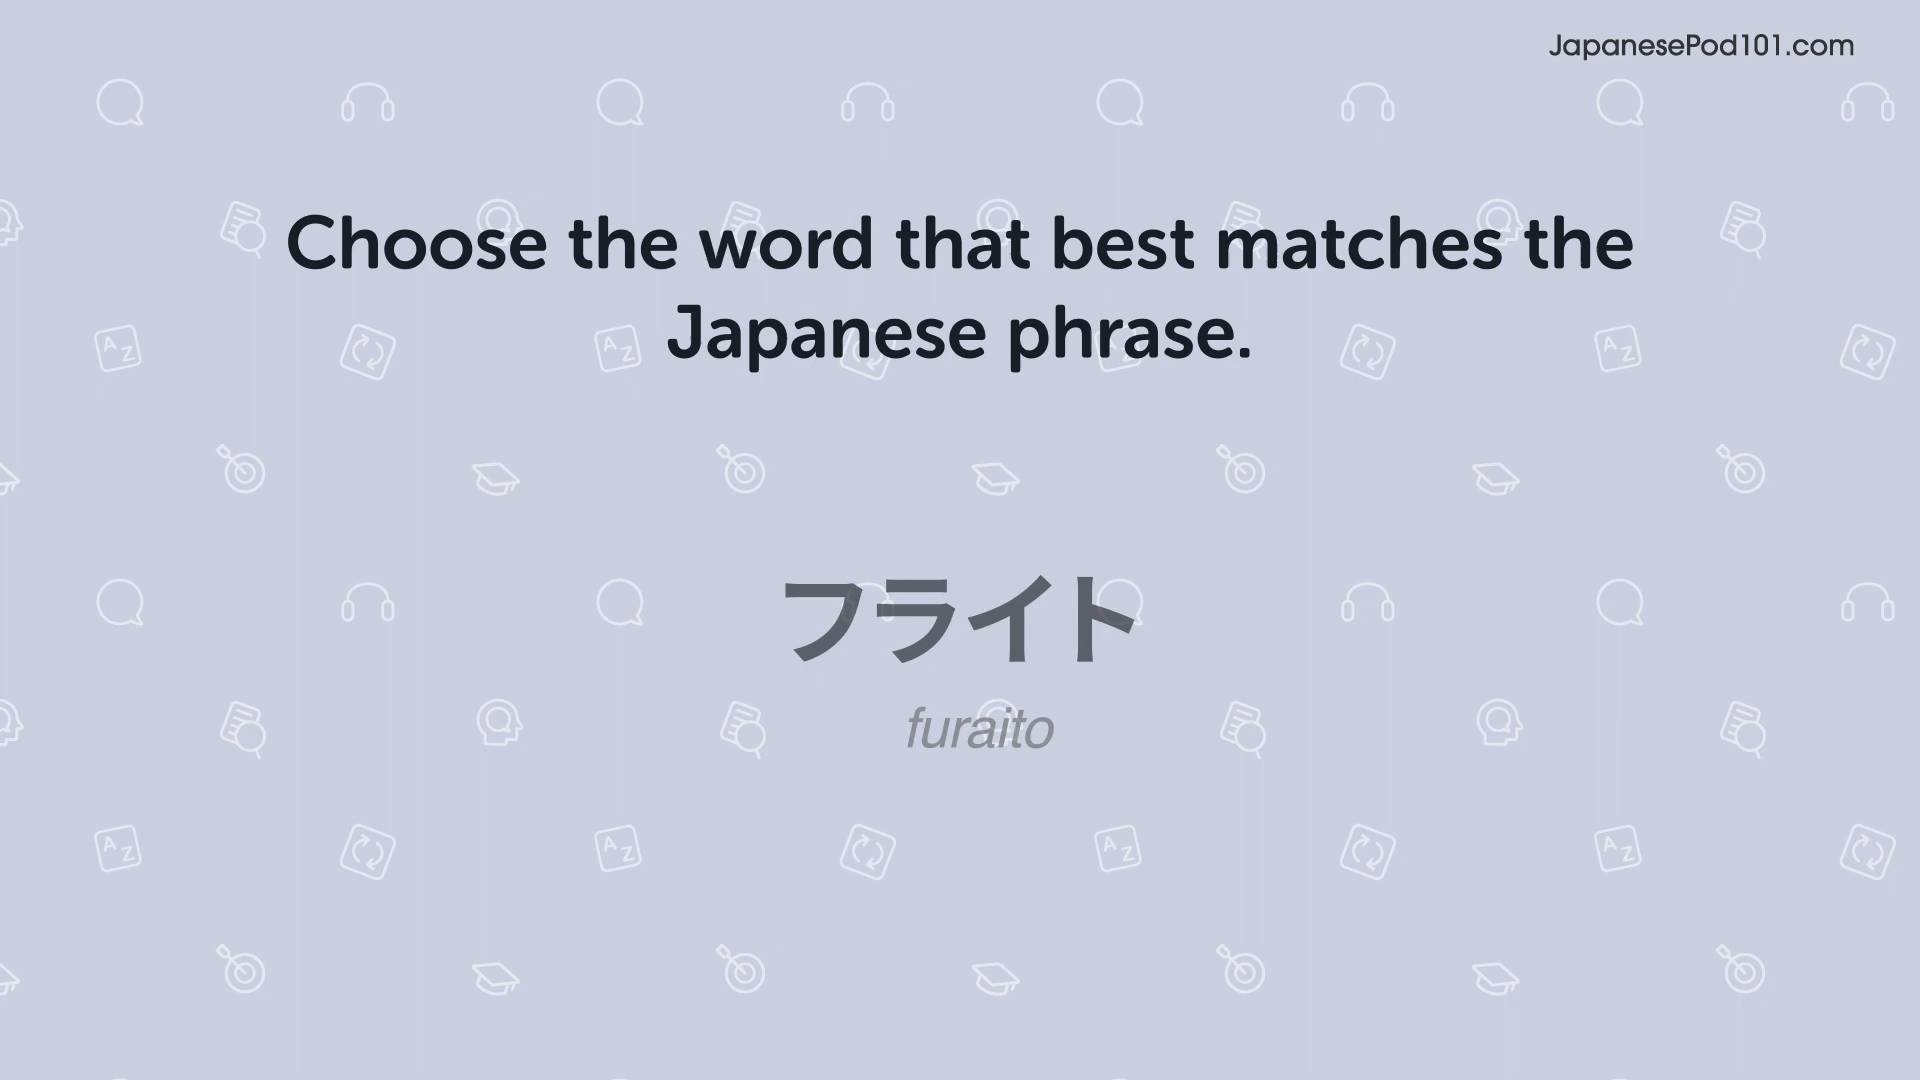 JapanesePod101.com
Choose the word that best matches the
Japanese phrase.
フライト
furaito